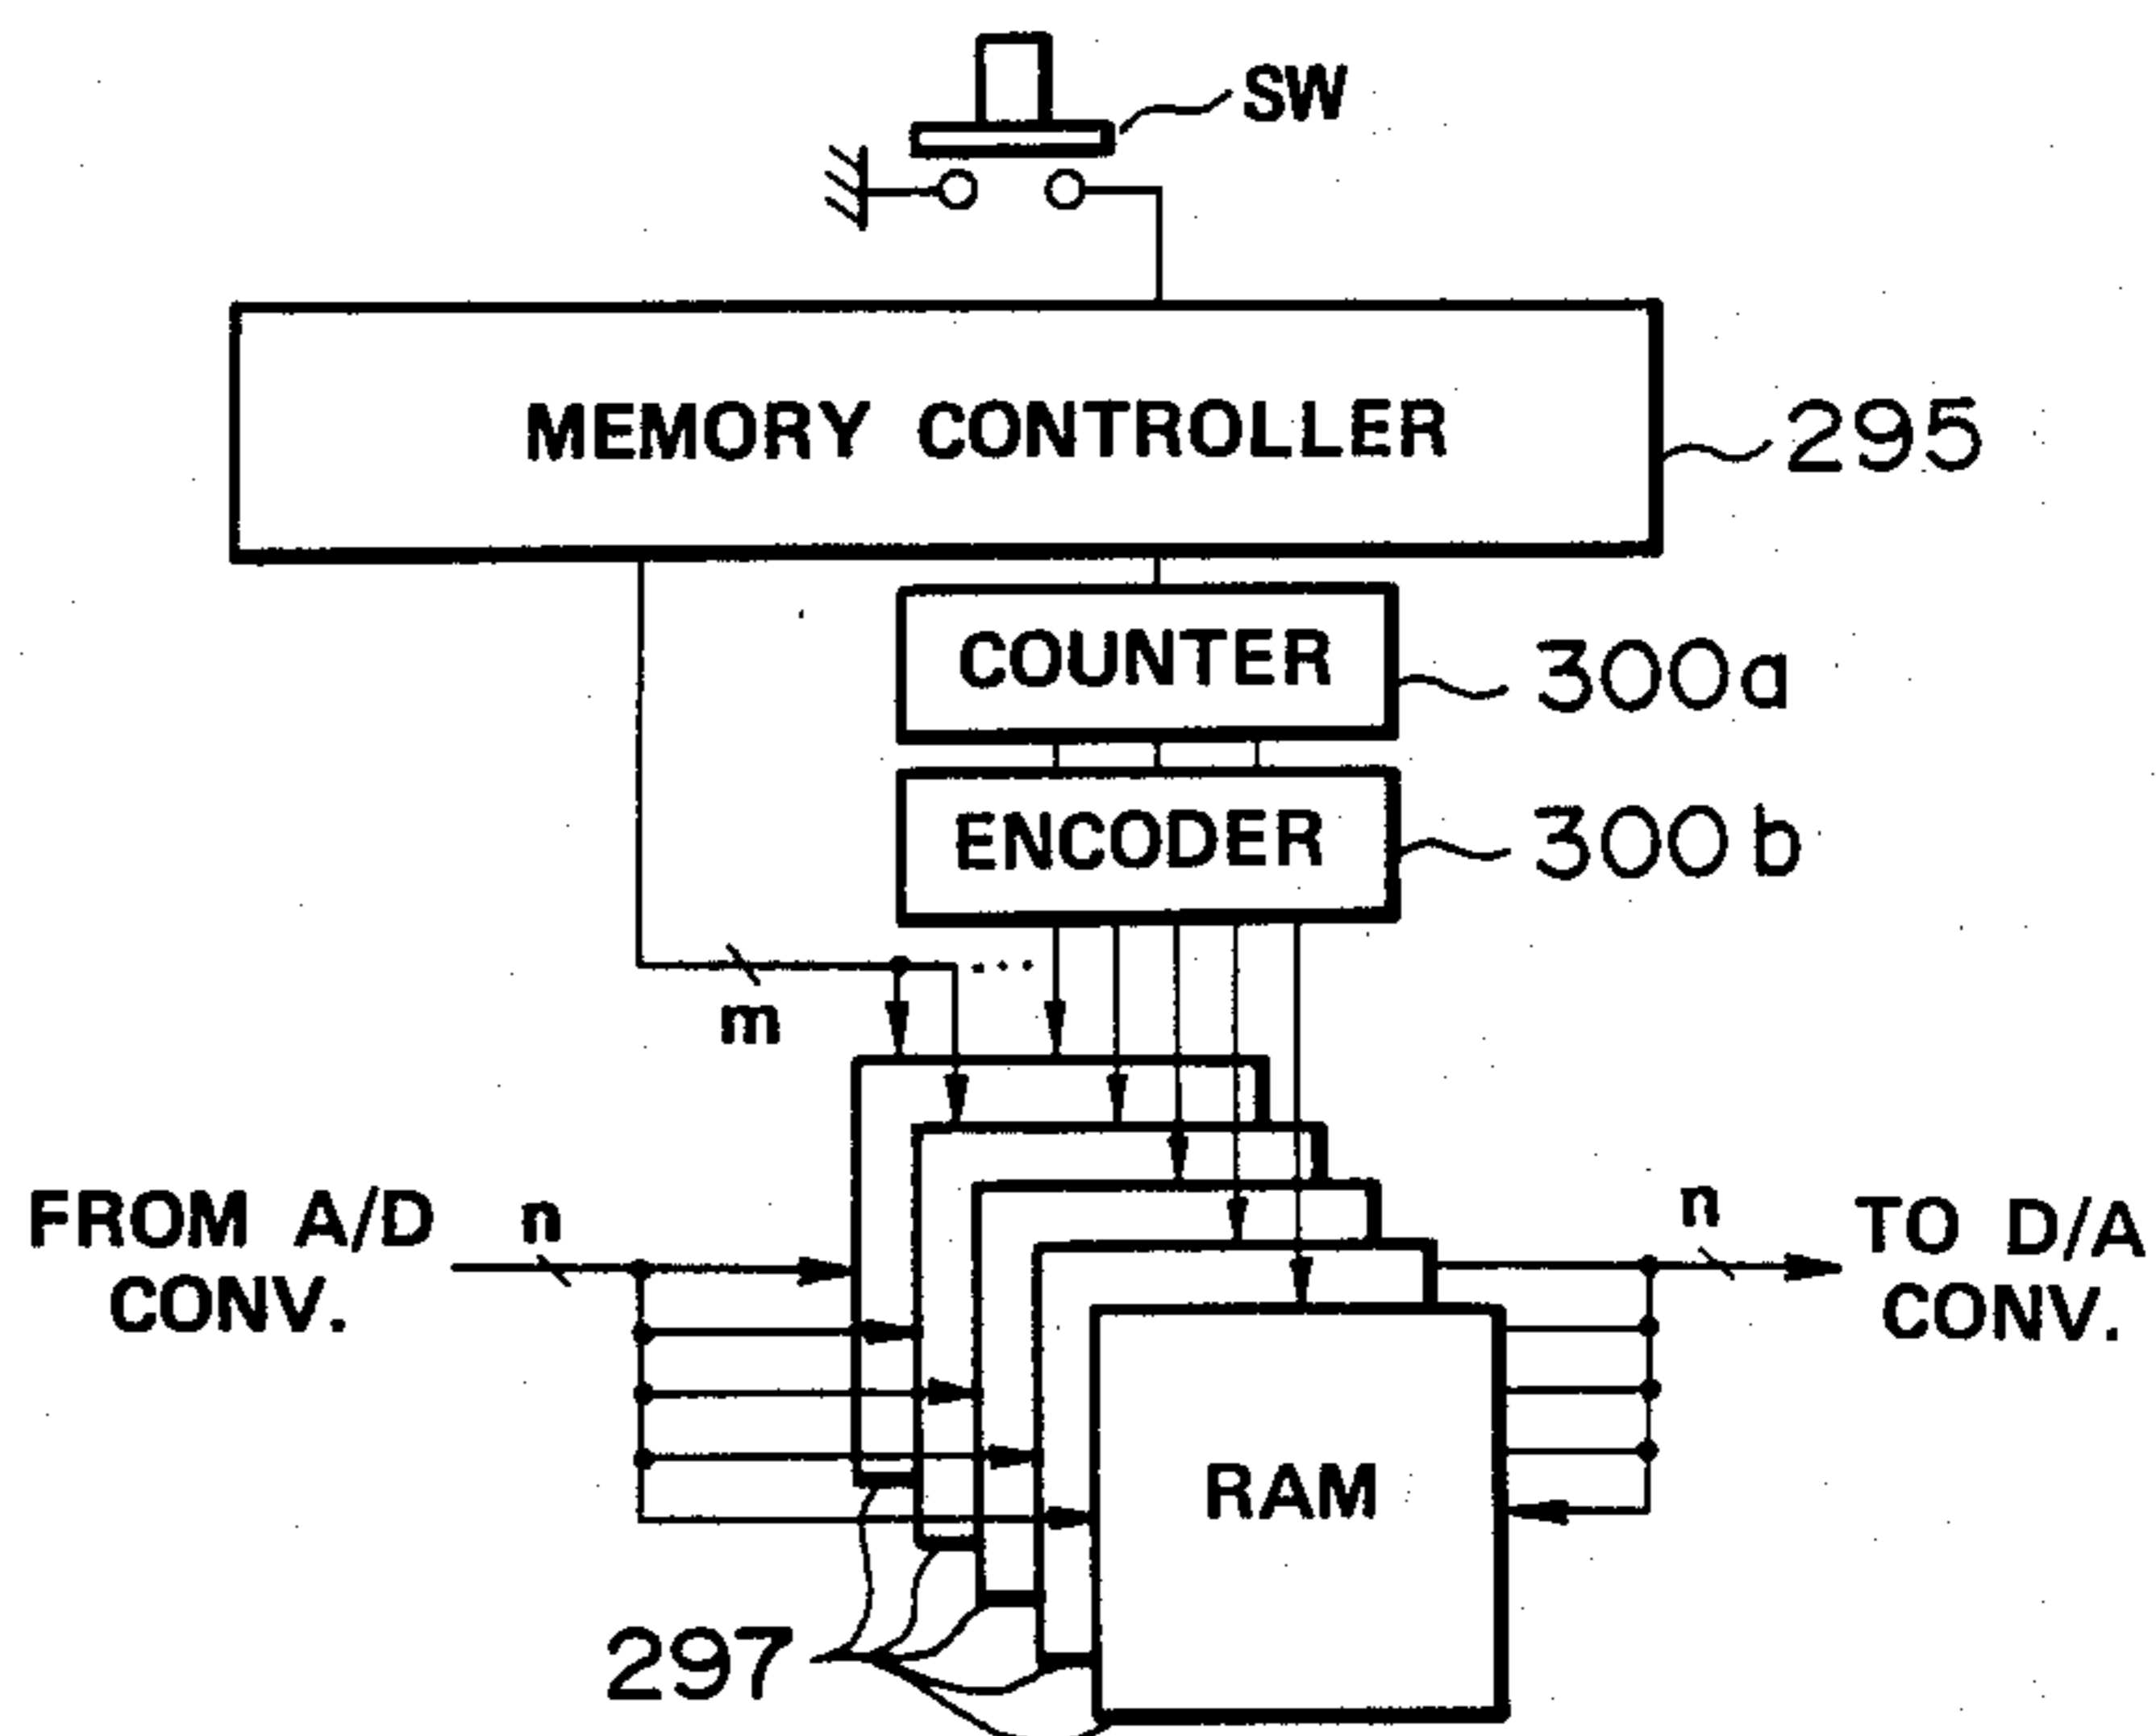 SW
MEMORY CONTROLLER
295
COUNTER
300a
ENCODER
300b
m
FROM A/D
CONV.
n
n
TO D/A
CONV.
RAM
297